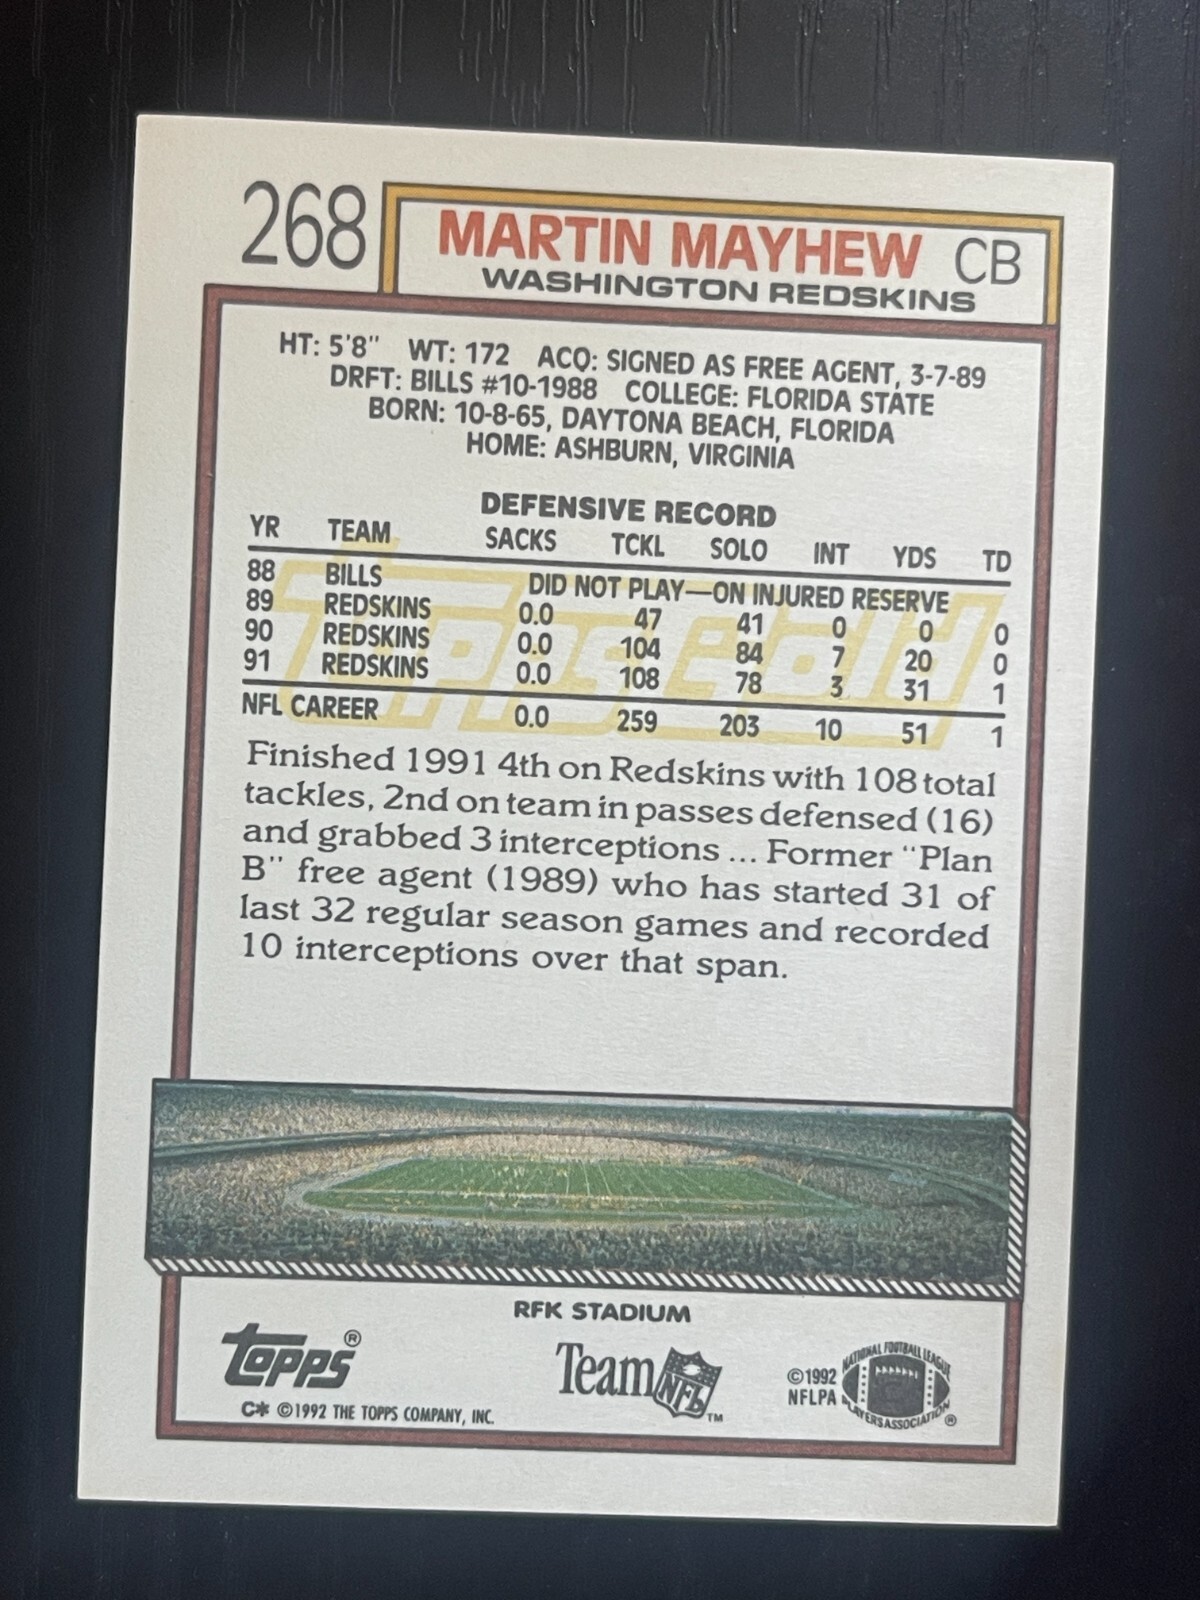 268
MARTIN MAYHEW CB
WASHINGTON REDSKINS
HT: 5'8" WT: 172 ACQ: SIGNED AS FREE AGENT, 3-7-89
DRFT: BILLS #10-1988 COLLEGE: FLORIDA STATE
BORN: 10-8-65, DAYTONA BEACH, FLORIDA
HOME: ASHBURN, VIRGINIA
DEFENSIVE RECORD
YR TEAM SACKS TCKL SOLO INT YDS TD
88 BILLS DID NOT PLAY—ON INJURED RESERVE
89 REDSKINS 0.0 47 41 0 0 0
90 REDSKINS 0.0 104 84 7 20 0
91 REDSKINS 0.0 108 78 3 31 1
NFL CAREER 0.0 259 203 10 51 1
ToppsGold
Finished 1991 4th on Redskins with 108 total
tackles, 2nd on team in passes defensed (16)
and grabbed 3 interceptions ... Former "Plan
B" free agent (1989) who has started 31 of
last 32 regular season games and recorded
10 interceptions over that span.
RFK STADIUM
TOPPS®
C* ©1992 THE TOPPS COMPANY, INC.
Team NFL™
©1992
NFLPA
NATIONAL FOOTBALL LEAGUE
PLAYERS ASSOCIATION®